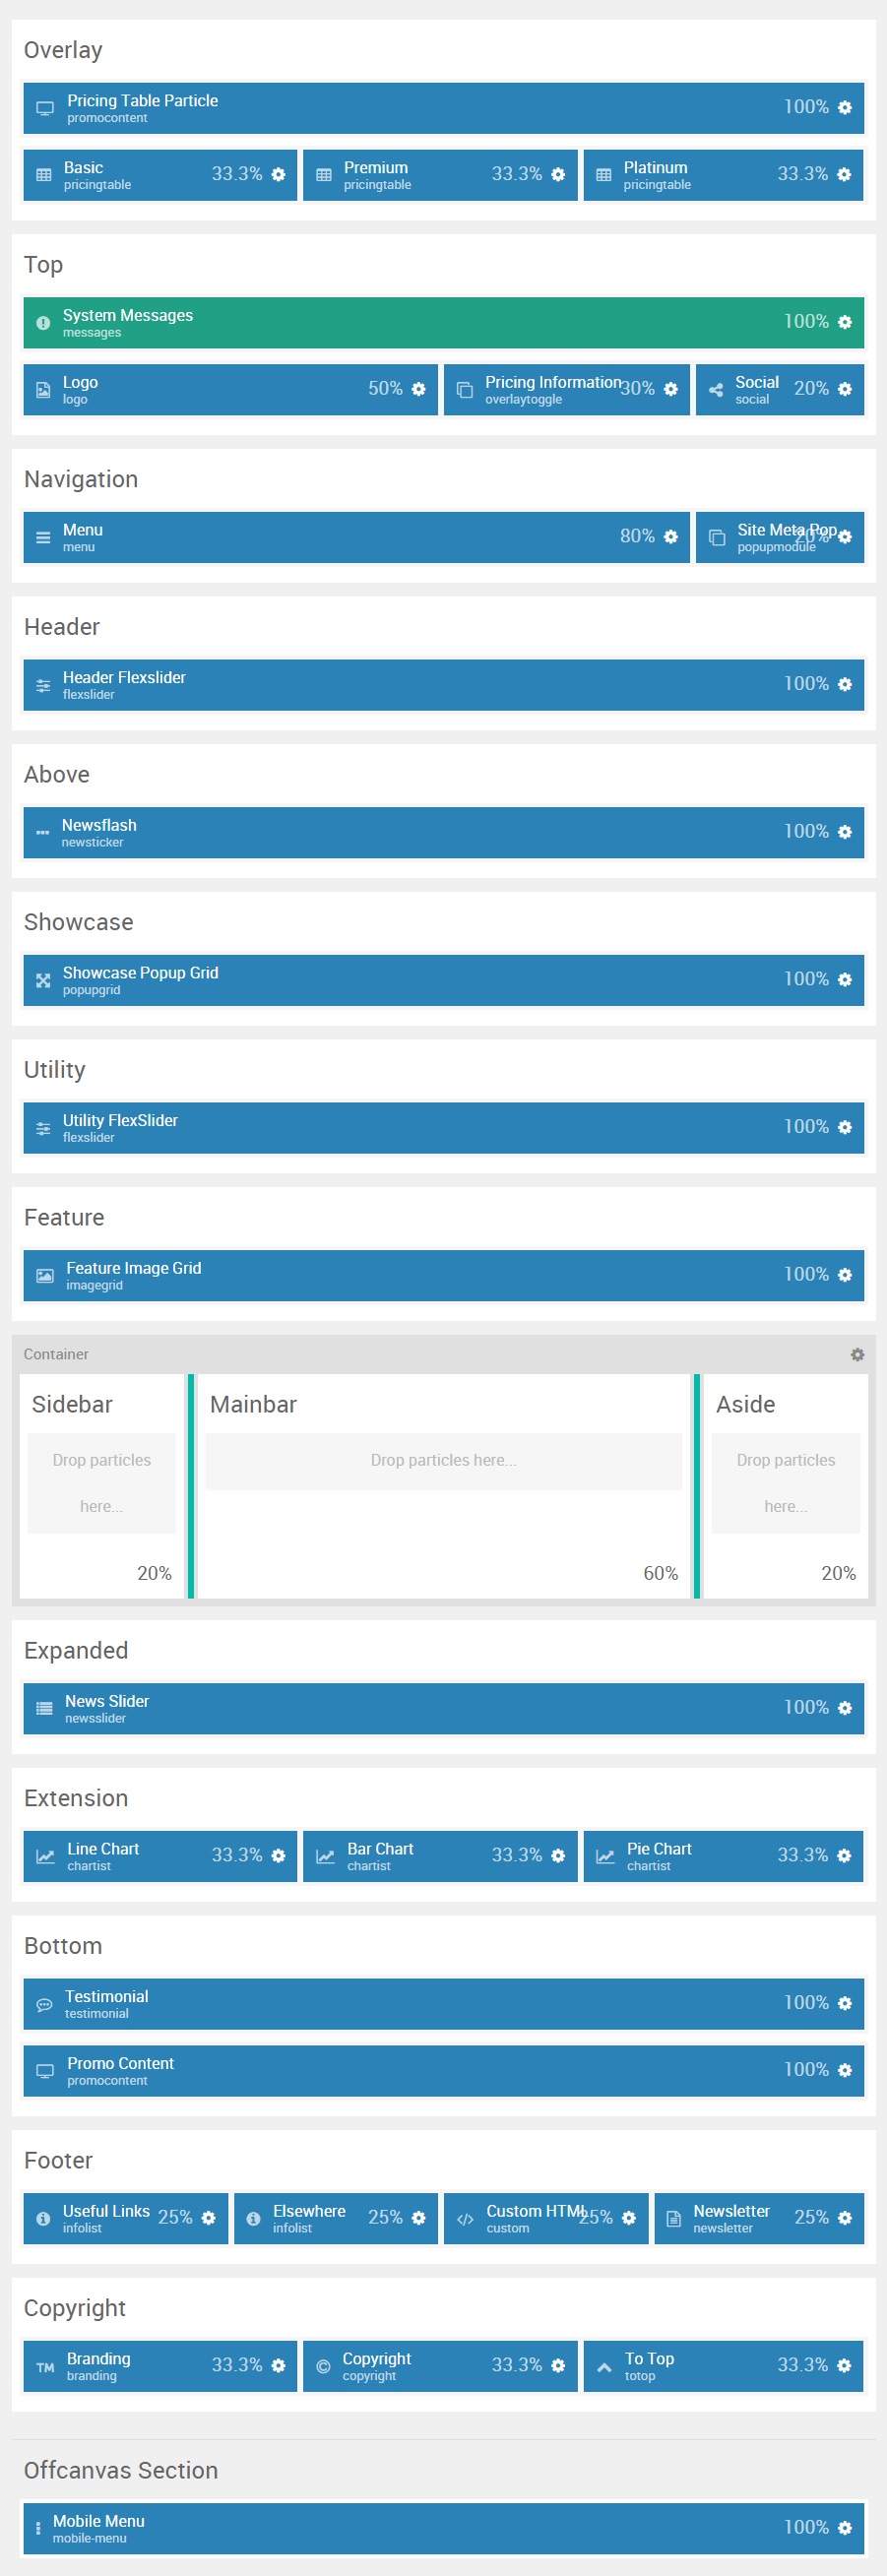 Overlay
Pricing Table Particle
promocontent
100%
Basic
pricingtable
33.3%
Premium
pricingtable
33.3%
Platinum
pricingtable
33.3%
Top
System Messages
messages
100%
Logo
logo
50%
Pricing Information
overlaytoggle
30%
Social
social
20%
Navigation
Menu
menu
80%
Site Meta Pop
popupmodule
20%
Header
Header Flexslider
flexslider
100%
Above
Newsflash
newsticker
100%
Showcase
Showcase Popup Grid
popupgrid
100%
Utility
Utility FlexSlider
flexslider
100%
Feature
Feature Image Grid
imagegrid
100%
Container
Sidebar
Drop particles
here...
20%
Mainbar
Drop particles here...
60%
Aside
Drop particles
here...
20%
Expanded
News Slider
newsslider
100%
Extension
Line Chart
chartist
33.3%
Bar Chart
chartist
33.3%
Pie Chart
chartist
33.3%
Bottom
Testimonial
testimonial
100%
Promo Content
promocontent
100%
Footer
Useful Links
infolist
25%
Elsewhere
infolist
25%
Custom HTML
custom
25%
Newsletter
newsletter
25%
Copyright
TM
Branding
branding
33.3%
©
Copyright
copyright
33.3%
To Top
totop
33.3%
Offcanvas Section
Mobile Menu
mobile-menu
100%